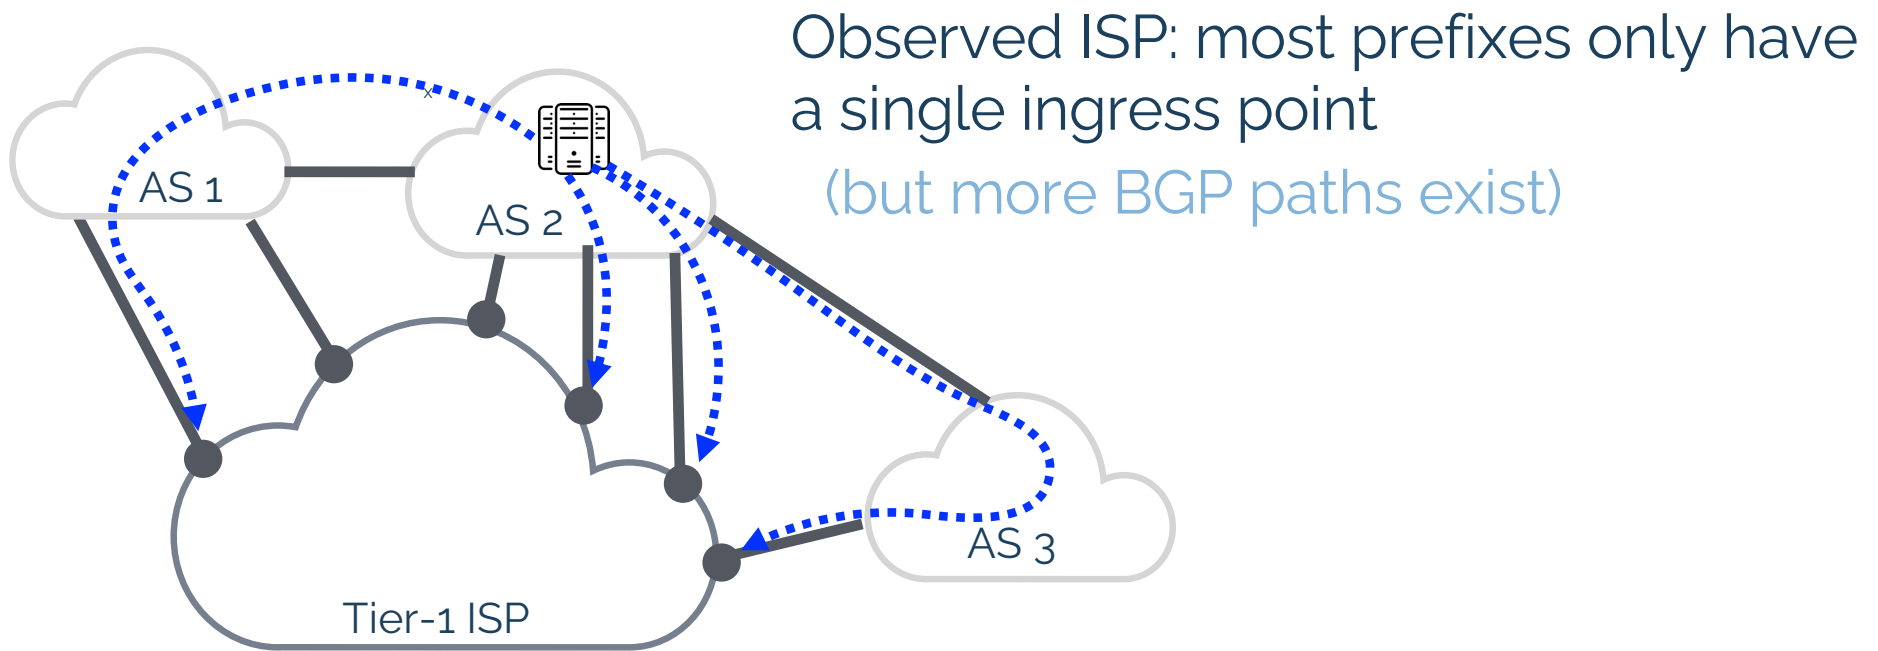 Observed ISP: most prefixes only have
a single ingress point
(but more BGP paths exist)
x
AS 1
AS 2
AS 3
Tier-1 ISP